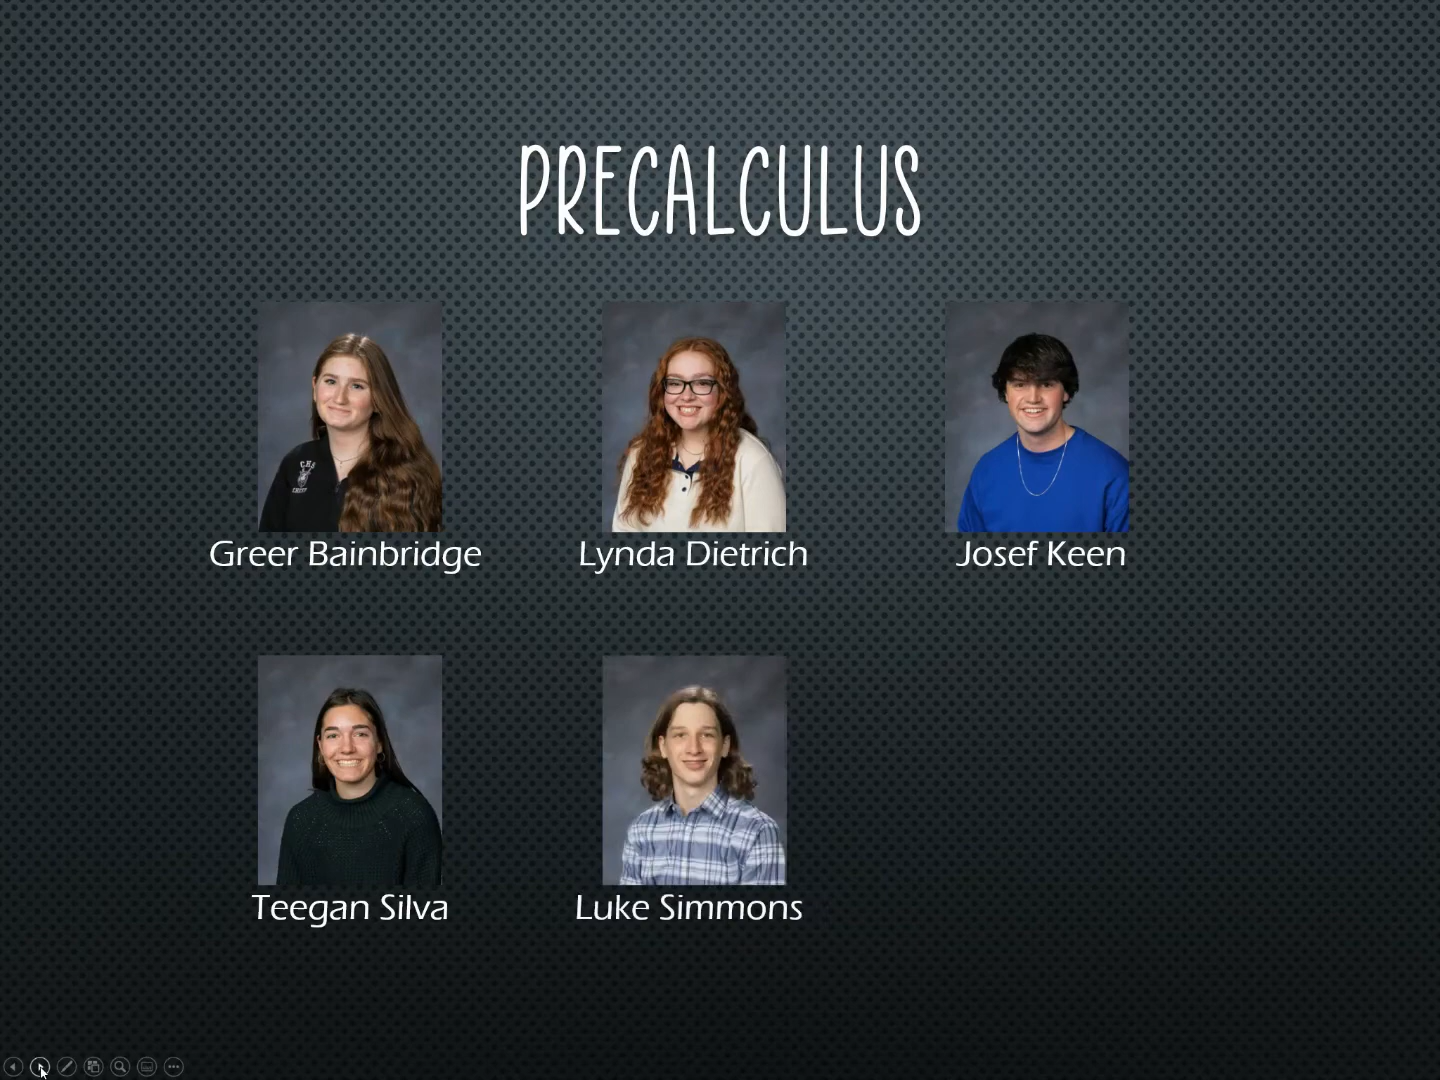 PRECALCULUS
Greer Bainbridge
Lynda Dietrich
Josef Keen
Teegan Silva
Luke Simmons